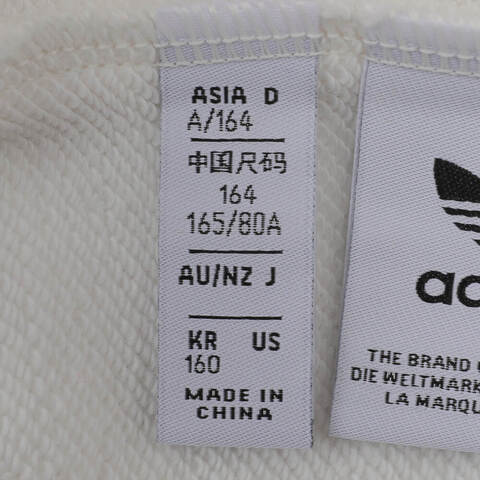 ASIA D
A/164
中国尺码
164
165/80A
AU/NZ J
KR US
160
MADE IN
CHINA
THE BRAND
DIE WELTMARK
LA MARQU